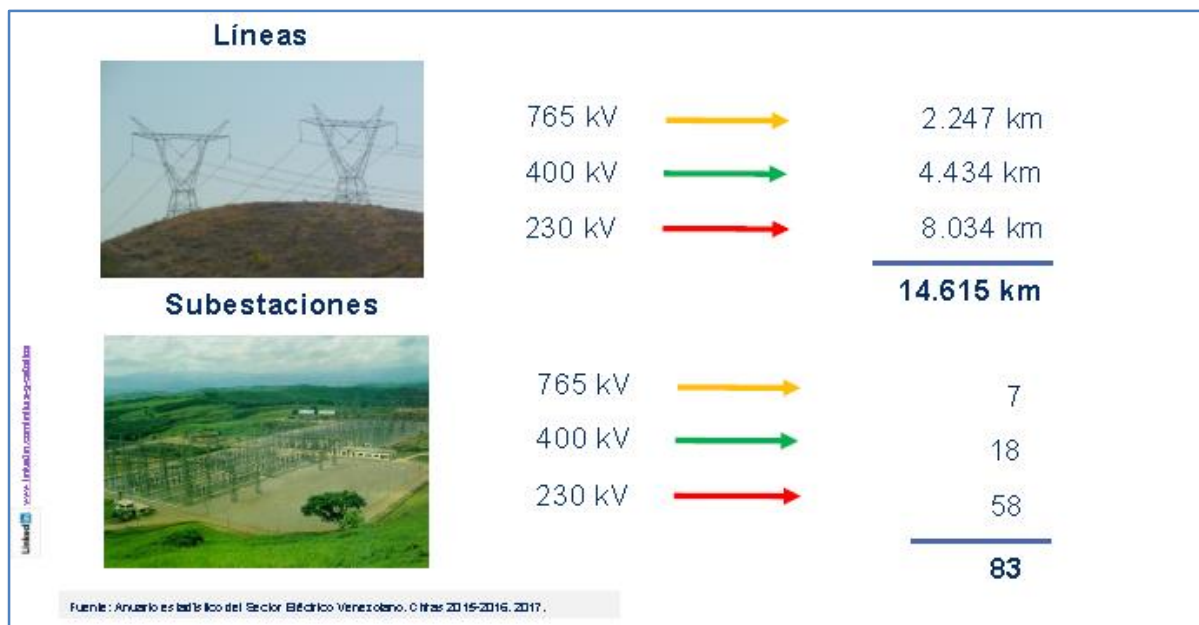 Líneas
765 kV 2.247 km
400 kV 4.434 km
230 kV 8.034 km
14.615 km
Subestaciones
765 kV 7
400 kV 18
230 kV 58
83
Linked in
Fuente: Anuario estadístico del Sector Eléctrico Venezolano. Cifras 2015-2016. 2017.